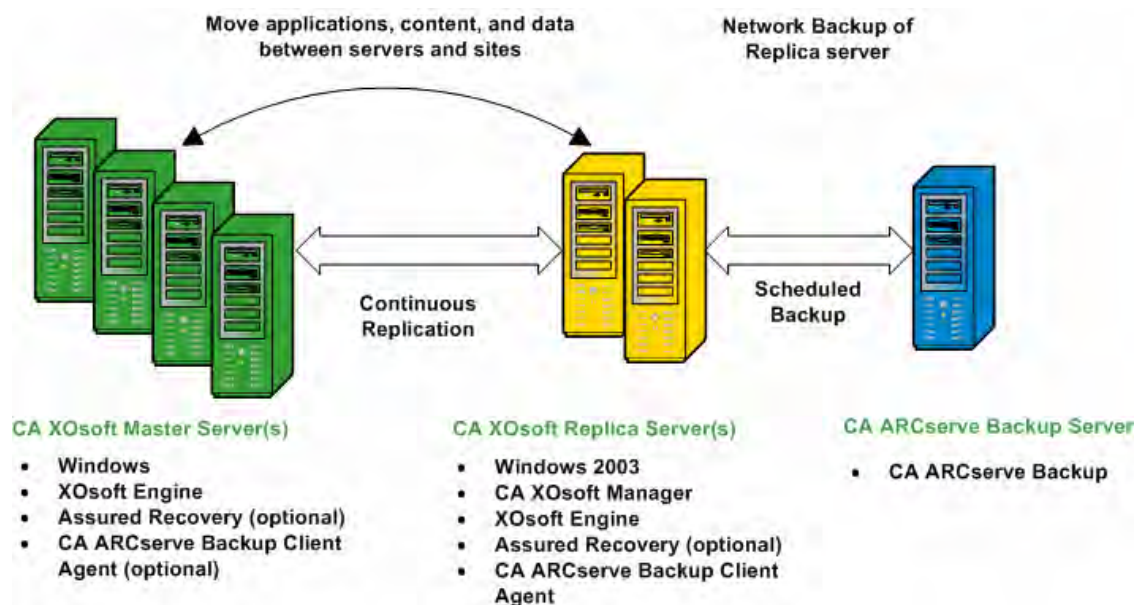 Move applications, content, and data
between servers and sites
Network Backup of
Replica server
Continuous
Replication
Scheduled
Backup
CA XOsoft Master Server(s)
• Windows
• XOsoft Engine
• Assured Recovery (optional)
• CA ARCserve Backup Client
Agent (optional)
CA XOsoft Replica Server(s)
• Windows 2003
• CA XOsoft Manager
• XOsoft Engine
• Assured Recovery (optional)
• CA ARCserve Backup Client
Agent
CA ARCserve Backup Server
• CA ARCserve Backup